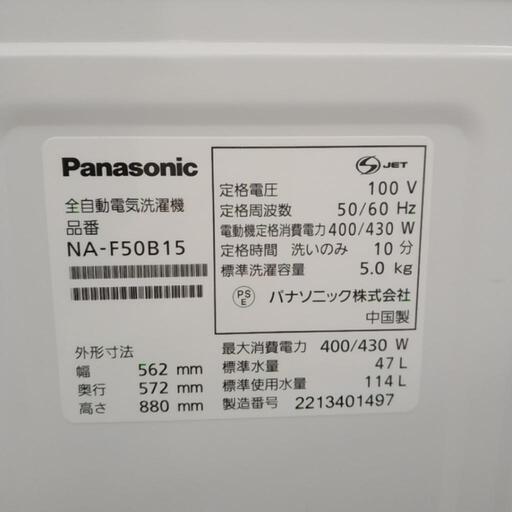 Panasonic
全自動電気洗濯機
品番
NA-F50B15
外形寸法
幅 562 mm
奥行 572 mm
高さ 880 mm
S JET
定格電圧 100 V
定格周波数 50/60 Hz
電動機定格消費電力 400/430 W
定格時間 洗いのみ 10 分
標準洗濯容量 5.0 kg
PS E パナソニック株式会社
中国製
最大消費電力 400/430 W
標準水量 47 L
標準使用水量 114 L
製造番号 2213401497